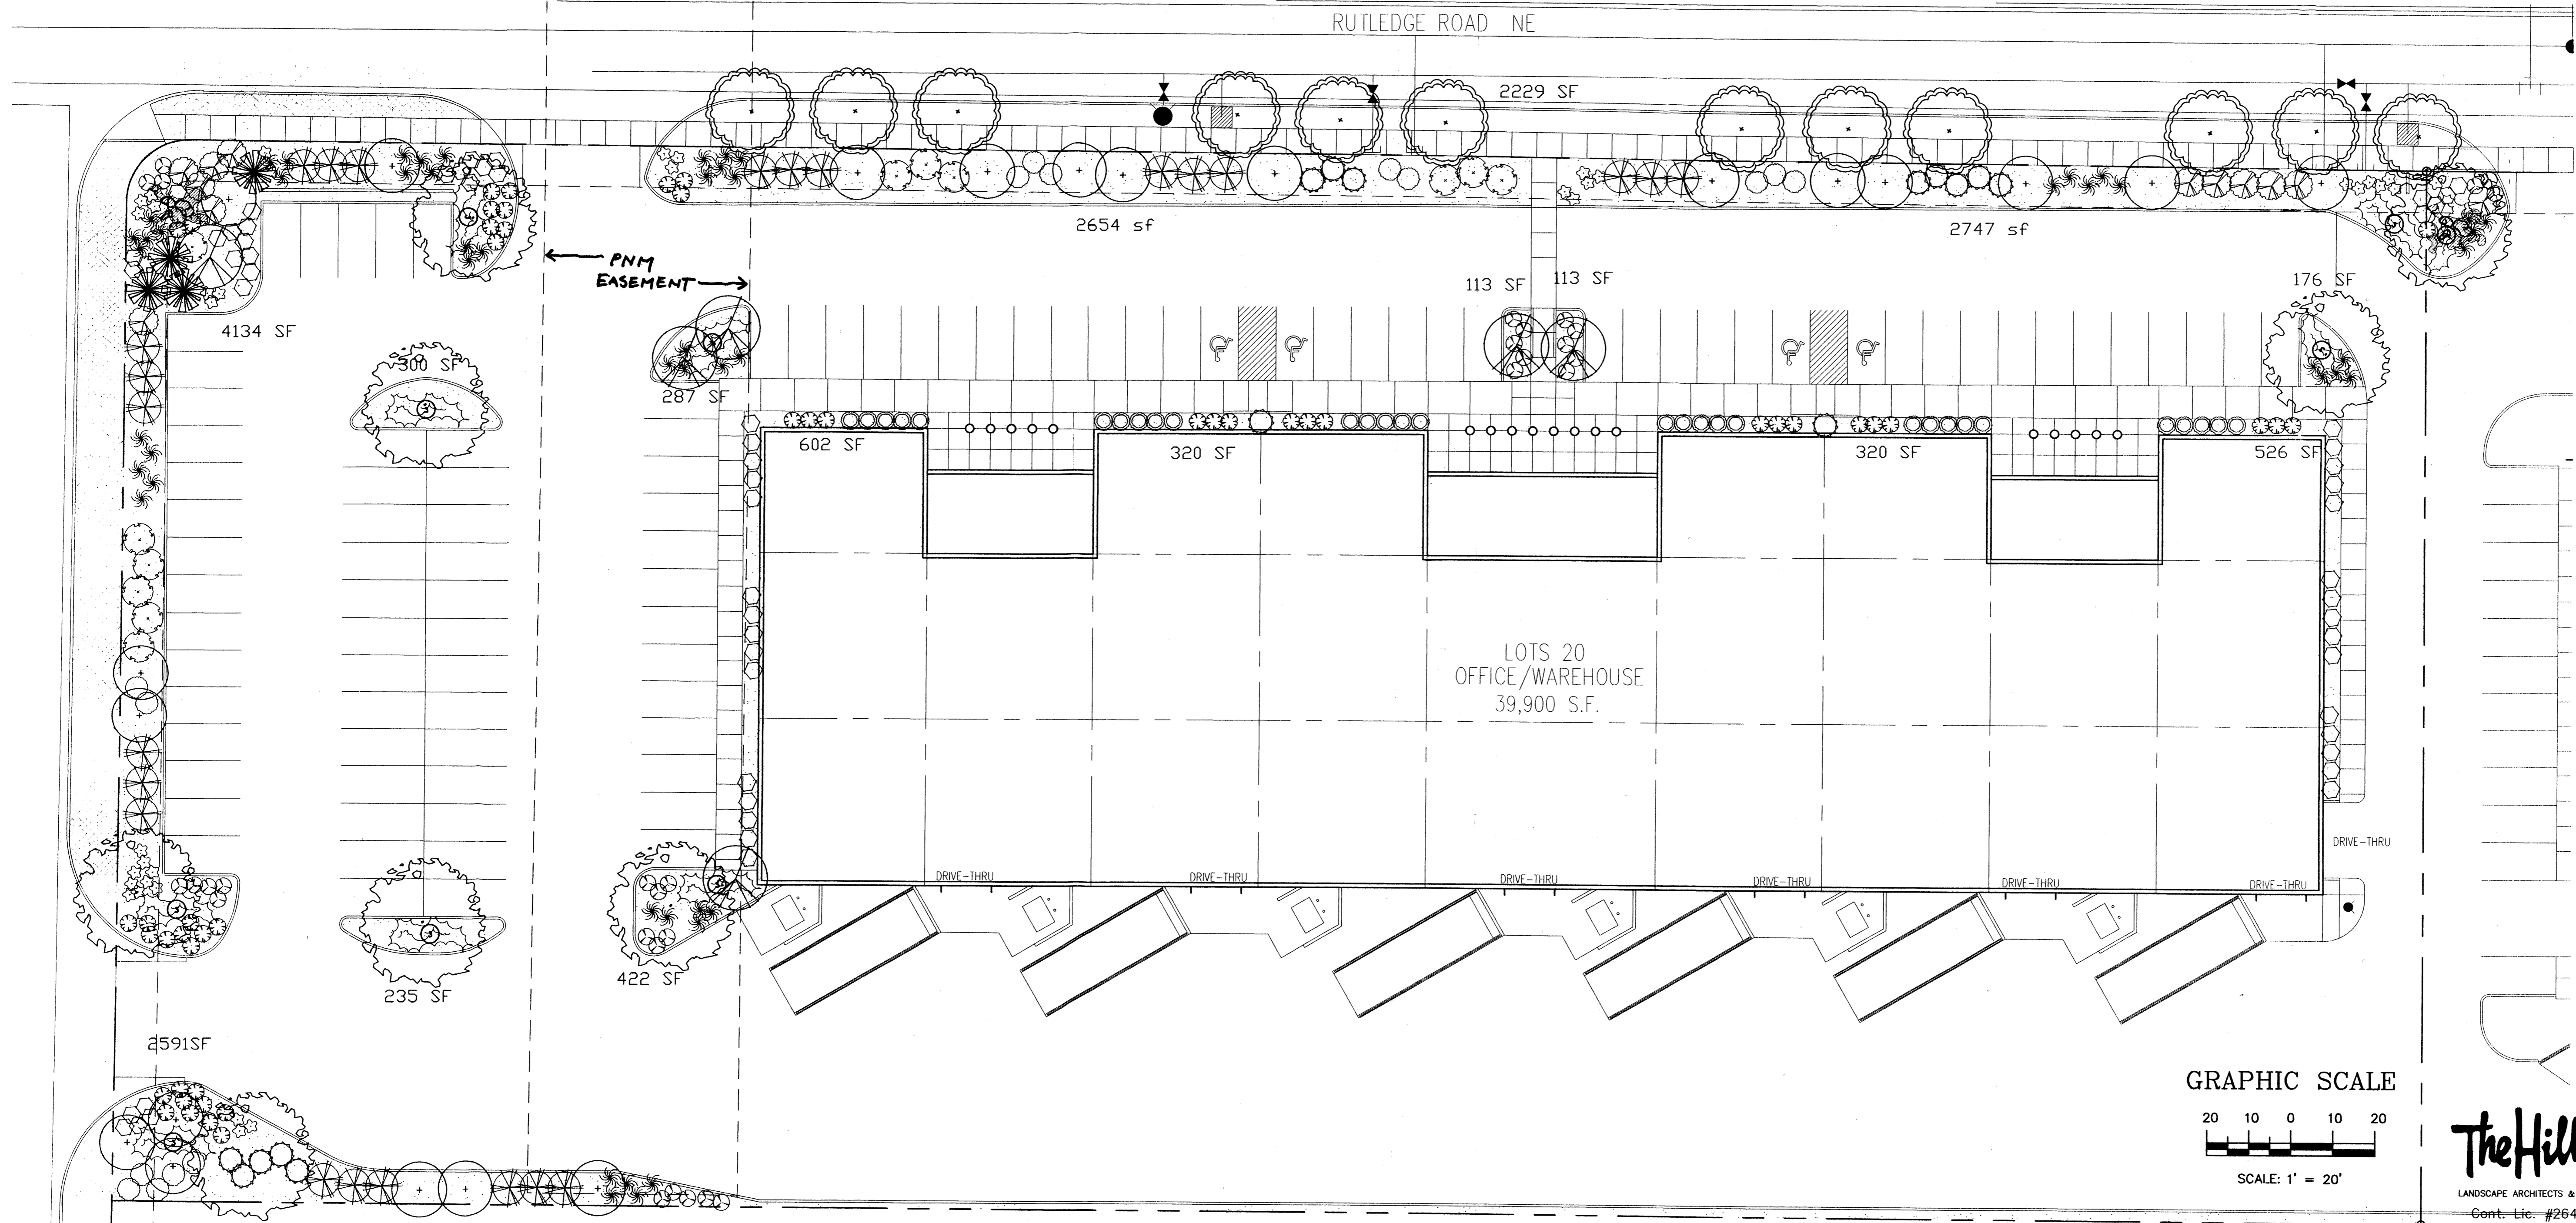 RUTLEDGE ROAD NE
2229 SF
2654 sf
2747 sf
PNM
EASEMENT
113 SF
113 SF
176 SF
4134 SF
300 SF
287 SF
602 SF
320 SF
320 SF
526 SF
LOTS 20
OFFICE/WAREHOUSE
39,900 S.F.
DRIVE-THRU
DRIVE-THRU
DRIVE-THRU
DRIVE-THRU
DRIVE-THRU
DRIVE-THRU
DRIVE-THRU
422 SF
235 SF
2591SF
GRAPHIC SCALE
20 10 0 10 20
SCALE: 1' = 20'
The Hill
LANDSCAPE ARCHITECTS &
Cont. Lic. #264